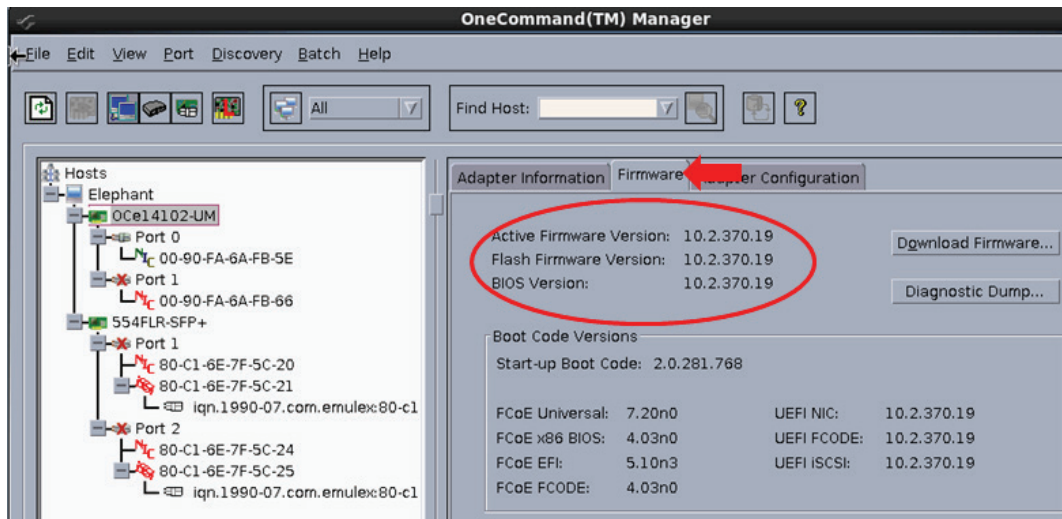 OneCommand(TM) Manager
File Edit View Port Discovery Batch Help
All
Find Host:
Hosts
Elephant
OCe14102-UM
Port 0
NIC 00-90-FA-6A-FB-5E
Port 1
NIC 00-90-FA-6A-FB-66
554FLR-SFP+
Port 1
NIC 80-C1-6E-7F-5C-20
80-C1-6E-7F-5C-21
iqn.1990-07.com.emulex:80-c1
Port 2
NIC 80-C1-6E-7F-5C-24
80-C1-6E-7F-5C-25
iqn.1990-07.com.emulex:80-c1
Adapter Information Firmware Configuration
Active Firmware Version: 10.2.370.19
Flash Firmware Version: 10.2.370.19
BIOS Version: 10.2.370.19
Download Firmware...
Diagnostic Dump...
Boot Code Versions
Start-up Boot Code: 2.0.281.768
FCoE Universal: 7.20n0 UEFI NIC: 10.2.370.19
FCoE x86 BIOS: 4.03n0 UEFI FCODE: 10.2.370.19
FCoE EFI: 5.10n3 UEFI iSCSI: 10.2.370.19
FCoE FCODE: 4.03n0